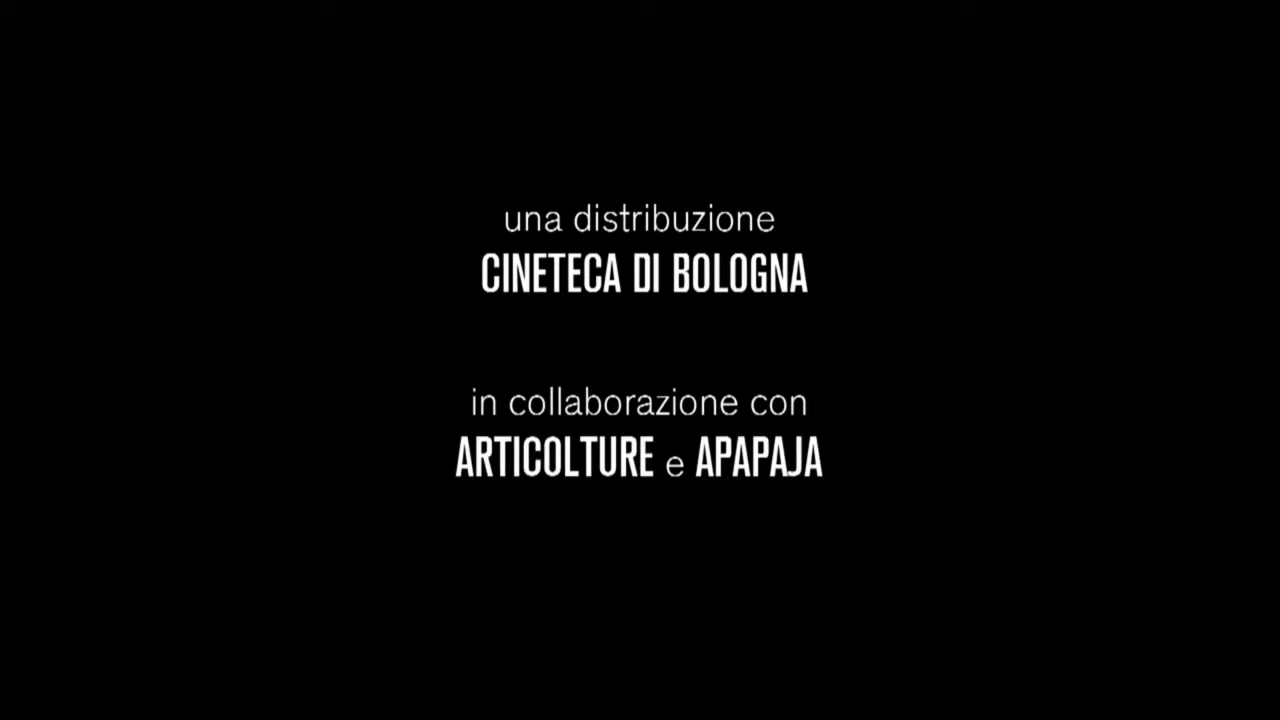 una distribuzione
CINETECA DI BOLOGNA
in collaborazione con
ARTICOLTURE e APAPAJA